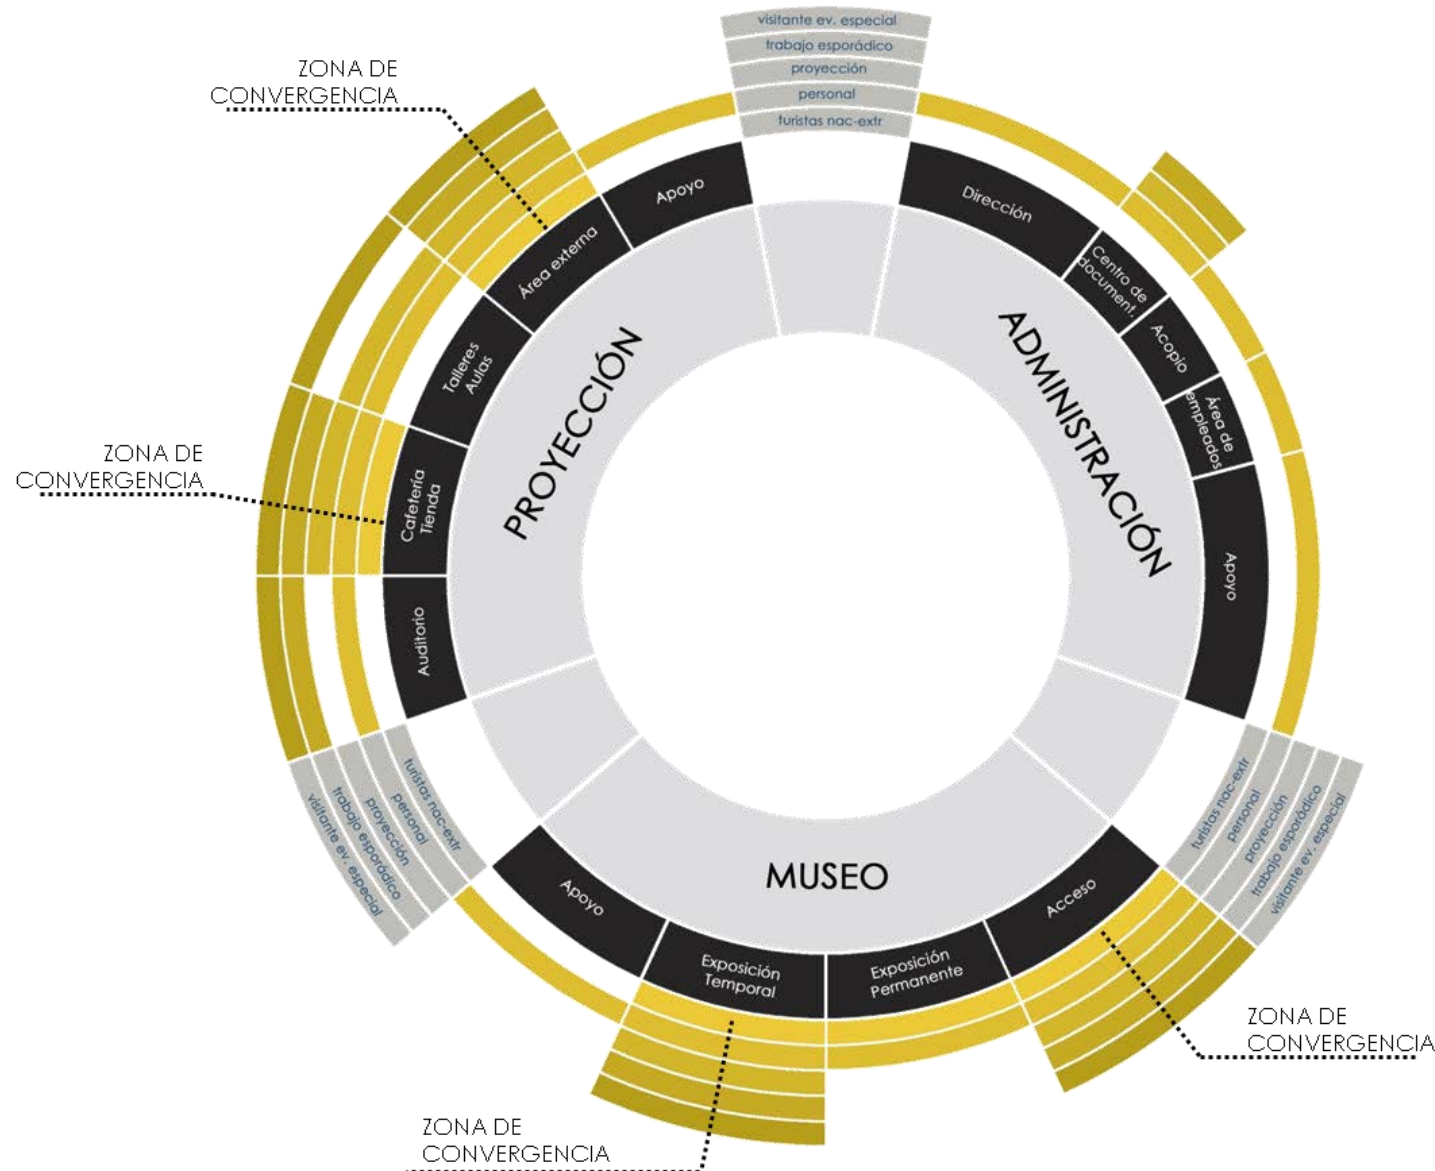 visitante ev. especial
trabajo esporádico
proyección
personal
turistas nac-extr
ZONA DE
CONVERGENCIA
Apoyo
Dirección
Área externa
Centro de
document.
Acopio
Talleres
Aulas
Área de
empleados
PROYECCIÓN
ADMINISTRACIÓN
ZONA DE
CONVERGENCIA
Cafetería
Tienda
Apoyo
Auditorio
turistas nac-extr
personal
proyección
trabajo esporádico
visitante ev. especial
turistas nac-extr
personal
proyección
trabajo esporádico
visitante ev. especial
MUSEO
Apoyo
Exposición
Temporal
Exposición
Permanente
Acceso
ZONA DE
CONVERGENCIA
ZONA DE
CONVERGENCIA